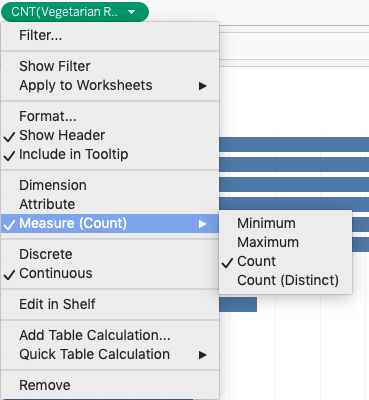 CNT(Vegetarian R..
Filter...
Show Filter
Apply to Worksheets
Format...
Show Header
Include in Tooltip
Dimension
Attribute
Measure (Count)
Minimum
Maximum
Count
Count (Distinct)
Discrete
Continuous
Edit in Shelf
Add Table Calculation...
Quick Table Calculation
Remove